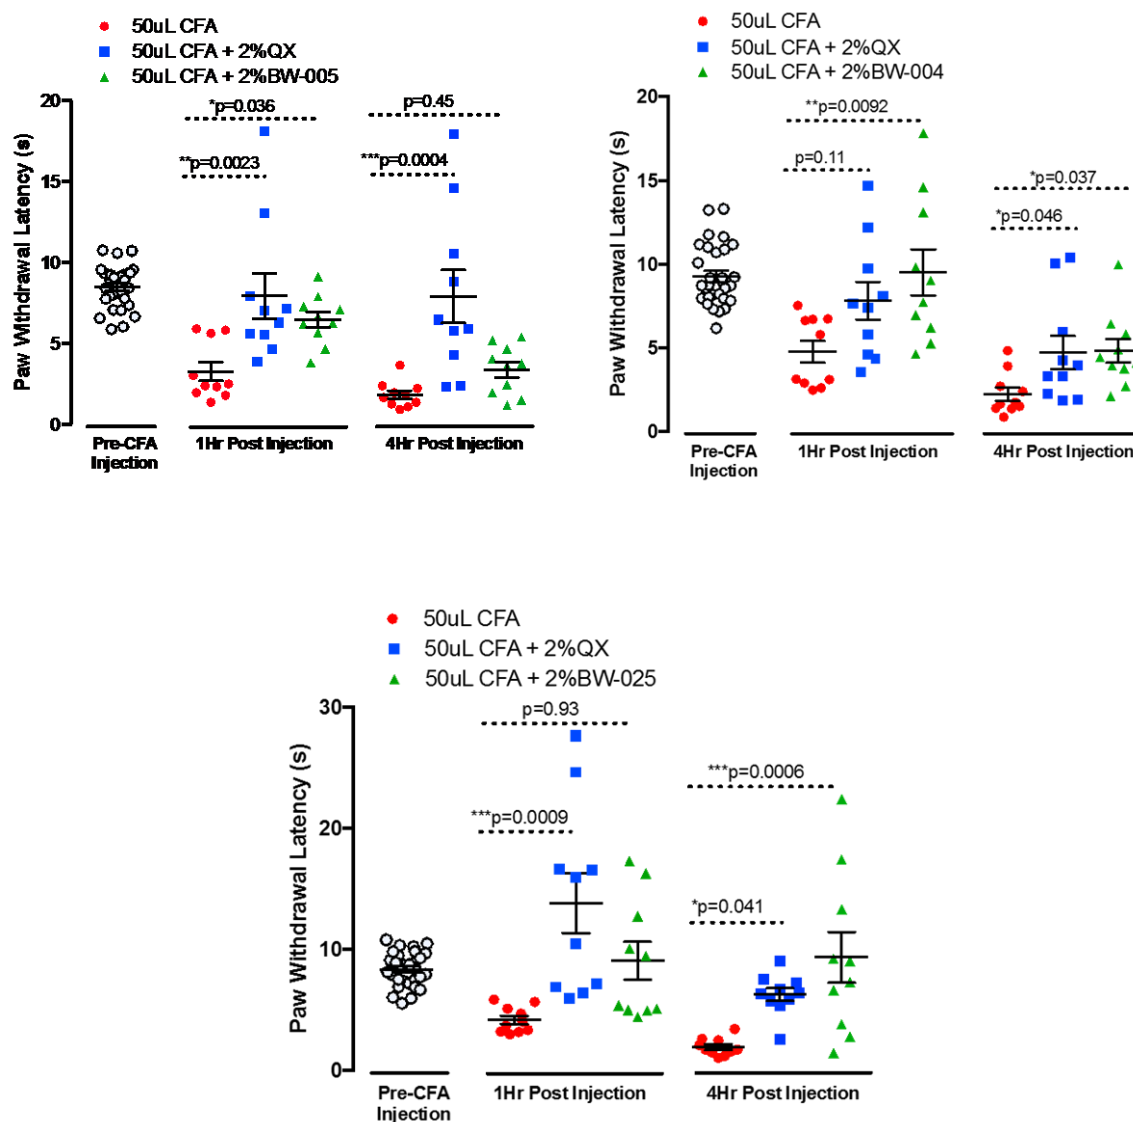 50uL CFA
50uL CFA + 2%QX
50uL CFA + 2%BW-005
Paw Withdrawal Latency (s)
20
15
10
5
0
*p=0.036
**p=0.0023
p=0.45
***p=0.0004
Pre-CFA
Injection
1Hr Post Injection
4Hr Post Injection
50uL CFA
50uL CFA + 2%QX
50uL CFA + 2%BW-004
Paw Withdrawal Latency (s)
20
15
10
5
0
**p=0.0092
p=0.11
*p=0.037
*p=0.046
Pre-CFA
Injection
1Hr Post Injection
4Hr Post Injection
50uL CFA
50uL CFA + 2%QX
50uL CFA + 2%BW-025
Paw Withdrawal Latency (s)
30
20
10
0
p=0.93
***p=0.0009
***p=0.0006
*p=0.041
Pre-CFA
Injection
1Hr Post Injection
4Hr Post Injection